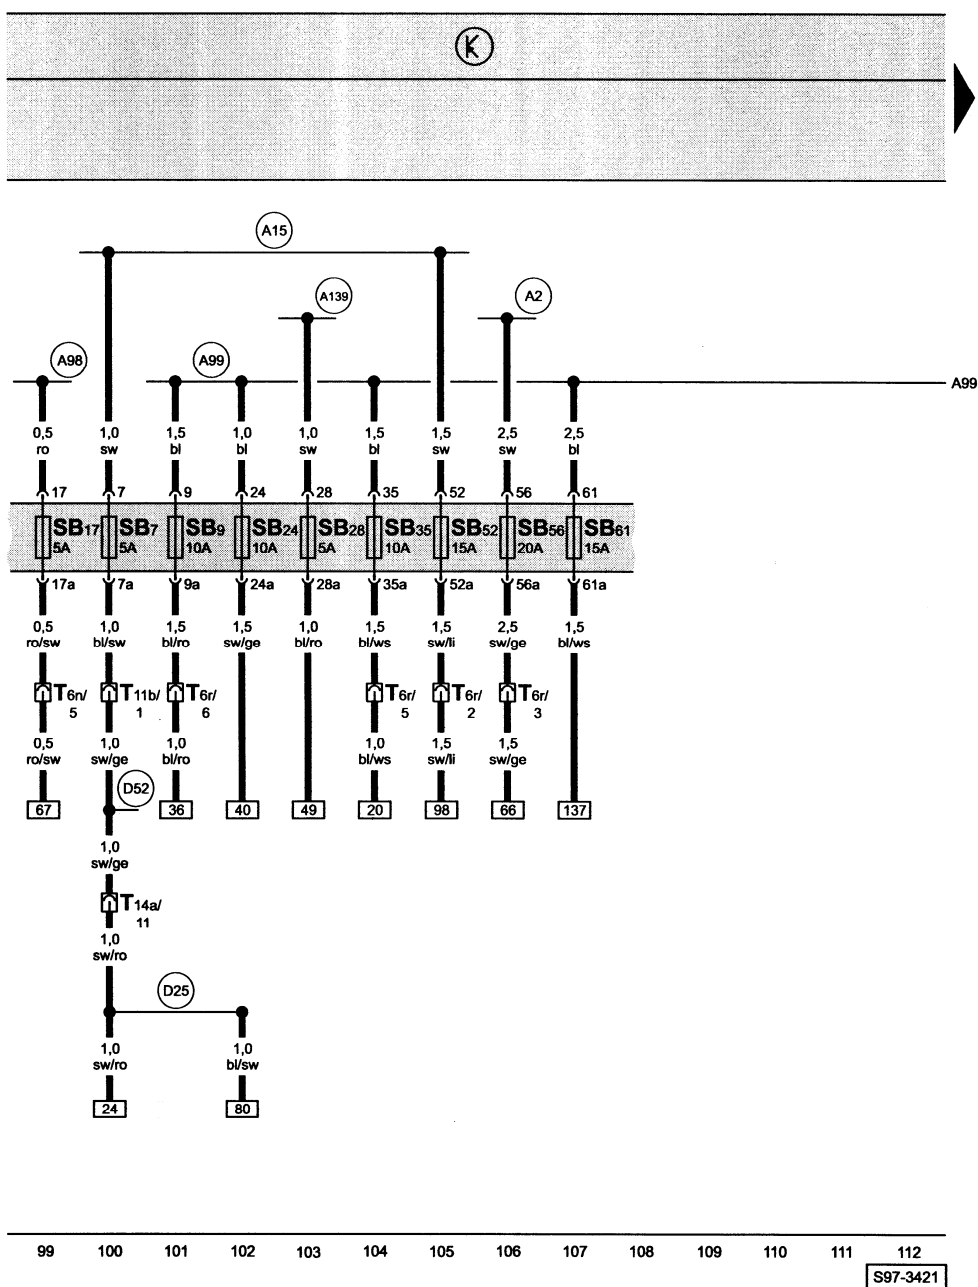 K
A15
A139
A2
A98
A99
A99
0,5 1,0 1,5 1,0 1,0 1,5 1,5 2,5 2,5
ro sw bl bl sw bl sw sw bl
17 7 9 24 28 35 52 56 61
SB17 SB7 SB9 SB24 SB28 SB35 SB52 SB56 SB61
5A 5A 10A 10A 5A 10A 15A 20A 15A
17a 7a 9a 24a 28a 35a 52a 56a 61a
0,5 1,0 1,5 1,5 1,0 1,5 1,5 2,5 1,5
ro/sw bl/sw bl/ro sw/ge bl/ro bl/ws sw/li sw/ge bl/ws
T6n/ T11b/ T6r/ T6r/ T6r/ T6r/
5 1 6 5 2 3
0,5 1,0 1,0 1,0 1,5 1,5
ro/sw sw/ge bl/ro bl/ws sw/li sw/ge
D52
67 36 40 49 20 98 66 137
1,0
sw/ge
T14a/
11
1,0
sw/ro
D25
1,0 1,0
sw/ro bl/sw
24 80
99 100 101 102 103 104 105 106 107 108 109 110 111 112
S97-3421